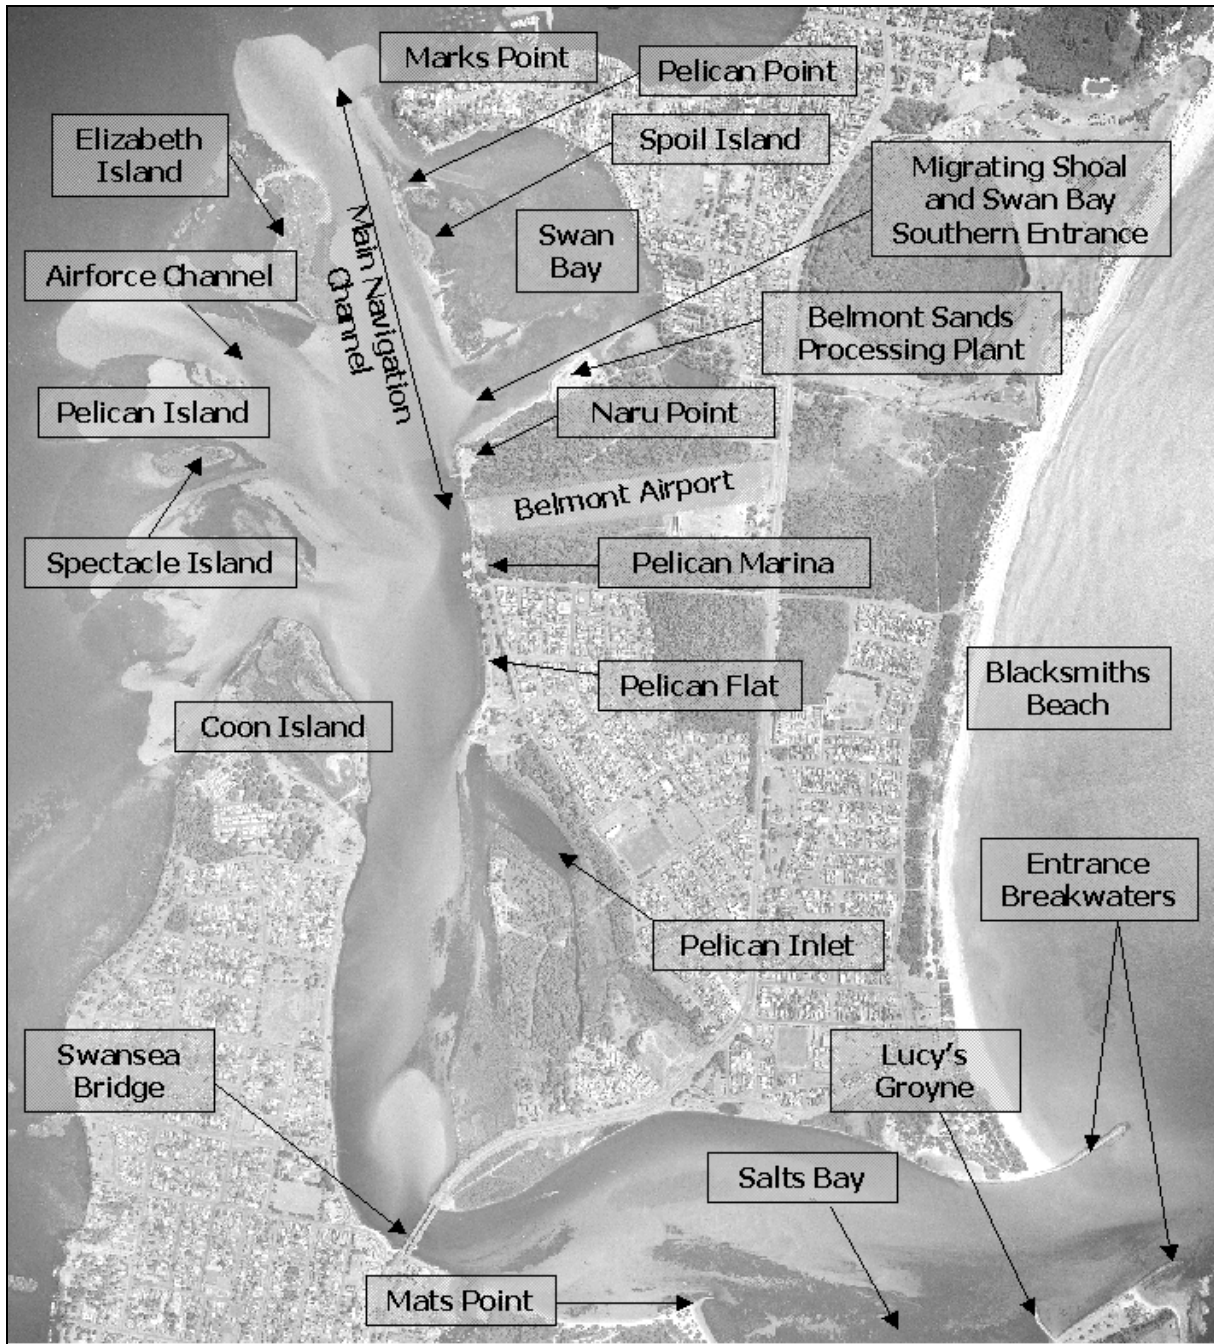 Marks Point
Pelican Point
Elizabeth
Island
Spoil Island
Migrating Shoal
and Swan Bay
Southern Entrance
Swan
Bay
Airforce Channel
Main Navigation
Channel
Belmont Sands
Processing Plant
Pelican Island
Naru Point
Belmont Airport
Spectacle Island
Pelican Marina
Pelican Flat
Blacksmiths
Beach
Coon Island
Entrance
Breakwaters
Pelican Inlet
Swansea
Bridge
Lucy's
Groyne
Salts Bay
Mats Point